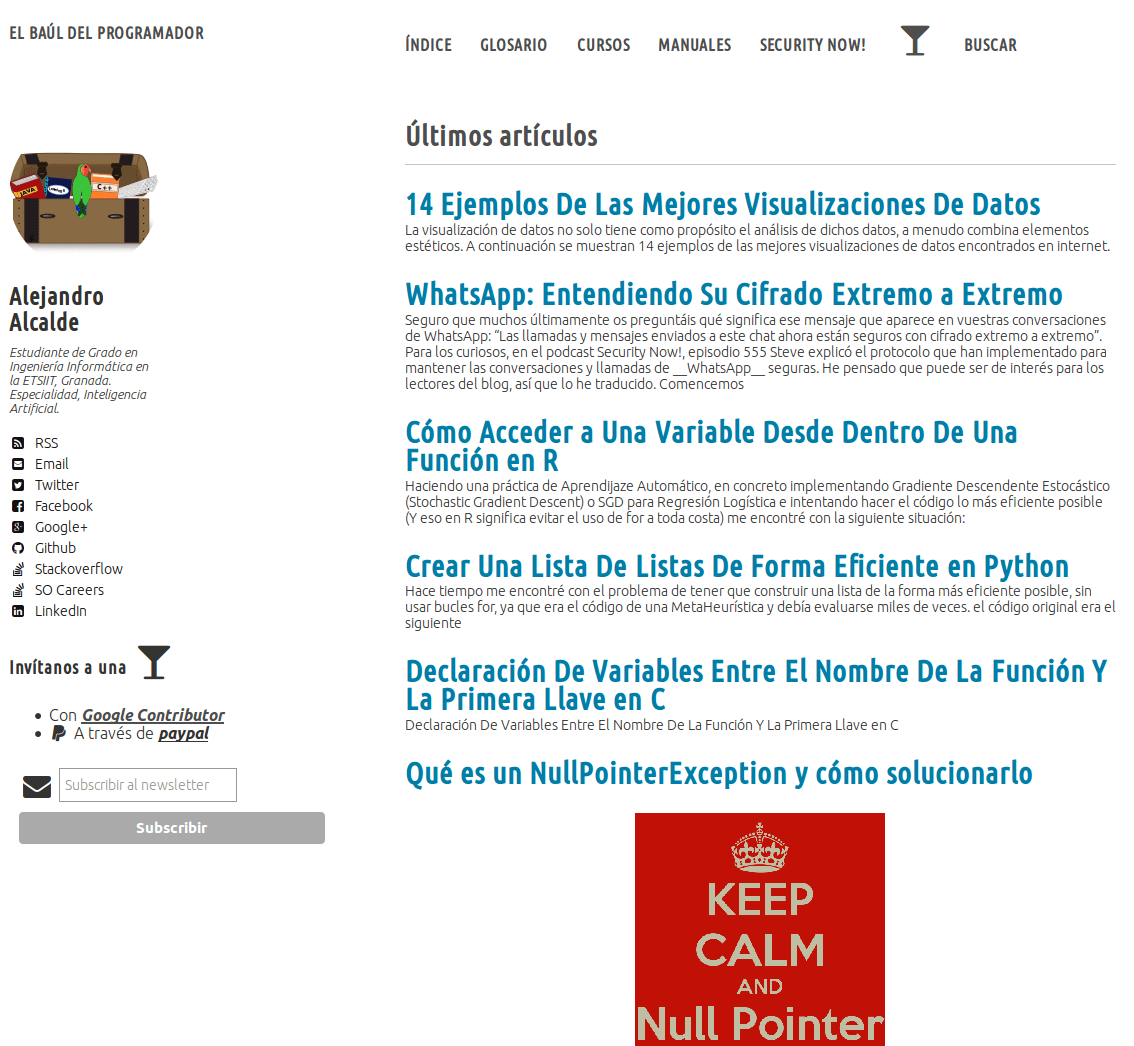 EL BAÚL DEL PROGRAMADOR
ÍNDICE GLOSARIO CURSOS MANUALES SECURITY NOW! BUSCAR
JAVA
C++
Alejandro
Alcalde
Estudiante de Grado en
Ingeniería Informática en
la ETSIIT, Granada.
Especialidad, Inteligencia
Artificial.
RSS
Email
Twitter
Facebook
Google+
Github
Stackoverflow
SO Careers
LinkedIn
Invítanos a una
Con Google Contributor
A través de paypal
Subscribir al newsletter
Subscribir
Últimos artículos
14 Ejemplos De Las Mejores Visualizaciones De Datos
La visualización de datos no solo tiene como propósito el análisis de dichos datos, a menudo combina elementos
estéticos. A continuación se muestran 14 ejemplos de las mejores visualizaciones de datos encontrados en internet.
WhatsApp: Entendiendo Su Cifrado Extremo a Extremo
Seguro que muchos últimamente os preguntáis qué significa ese mensaje que aparece en vuestras conversaciones
de WhatsApp: “Las llamadas y mensajes enviados a este chat ahora están seguros con cifrado extremo a extremo”.
Para los curiosos, en el podcast Security Now!, episodio 555 Steve explicó el protocolo que han implementado para
mantener las conversaciones y llamadas de __WhatsApp__ seguras. He pensado que puede ser de interés para los
lectores del blog, así que lo he traducido. Comencemos
Cómo Acceder a Una Variable Desde Dentro De Una
Función en R
Haciendo una práctica de Aprendijaze Automático, en concreto implementando Gradiente Descendente Estocástico
(Stochastic Gradient Descent) o SGD para Regresión Logística e intentando hacer el código lo más eficiente posible
(Y eso en R significa evitar el uso de for a toda costa) me encontré con la siguiente situación:
Crear Una Lista De Listas De Forma Eficiente en Python
Hace tiempo me encontré con el problema de tener que construir una lista de la forma más eficiente posible, sin
usar bucles for, ya que era el código de una MetaHeurística y debía evaluarse miles de veces. el código original era el
siguiente
Declaración De Variables Entre El Nombre De La Función Y
La Primera Llave en C
Declaración De Variables Entre El Nombre De La Función Y La Primera Llave en C
Qué es un NullPointerException y cómo solucionarlo
KEEP
CALM
AND
Null Pointer